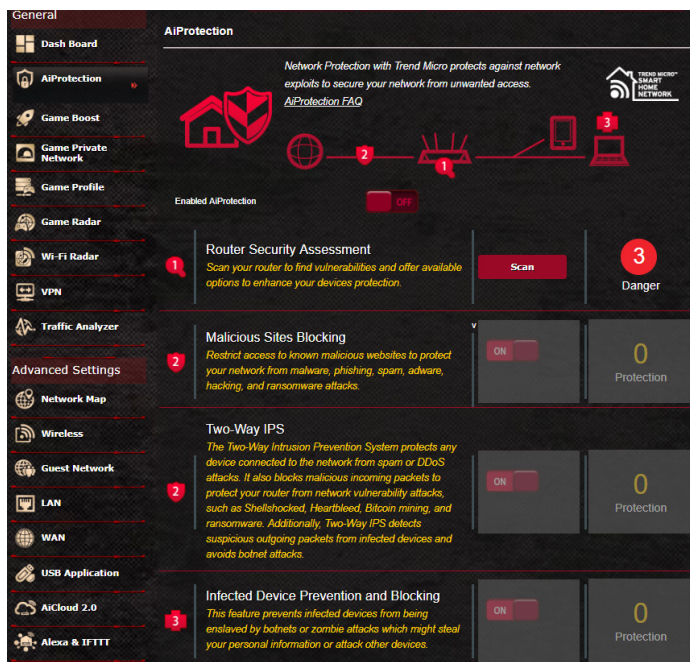 General
Dash Board
AiProtection
Game Boost
Game Private
Network
Game Profile
Game Radar
Wi-Fi Radar
VPN
Traffic Analyzer
Advanced Settings
Network Map
Wireless
Guest Network
LAN
WAN
USB Application
AiCloud 2.0
Alexa & IFTTT
AiProtection
Network Protection with Trend Micro protects against network
exploits to secure your network from unwanted access.
AiProtection FAQ
TREND MICRO™
SMART
HOME
NETWORK
2
1
3
Enabled AiProtection
OFF
1
Router Security Assessment
Scan your router to find vulnerabilities and offer available
options to enhance your devices protection.
Scan
3
Danger
2
Malicious Sites Blocking
Restrict access to known malicious websites to protect
your network from malware, phishing, spam, adware,
hacking, and ransomware attacks.
v
ON
0
Protection
2
Two-Way IPS
The Two-Way Intrusion Prevention System protects any
device connected to the network from spam or DDoS
attacks. It also blocks malicious incoming packets to
protect your router from network vulnerability attacks,
such as Shellshocked, Heartbleed, Bitcoin mining, and
ransomware. Additionally, Two-Way IPS detects
suspicious outgoing packets from infected devices and
avoids botnet attacks.
ON
0
Protection
3
Infected Device Prevention and Blocking
This feature prevents infected devices from being
enslaved by botnets or zombie attacks which might steal
your personal information or attack other devices.
ON
0
Protection